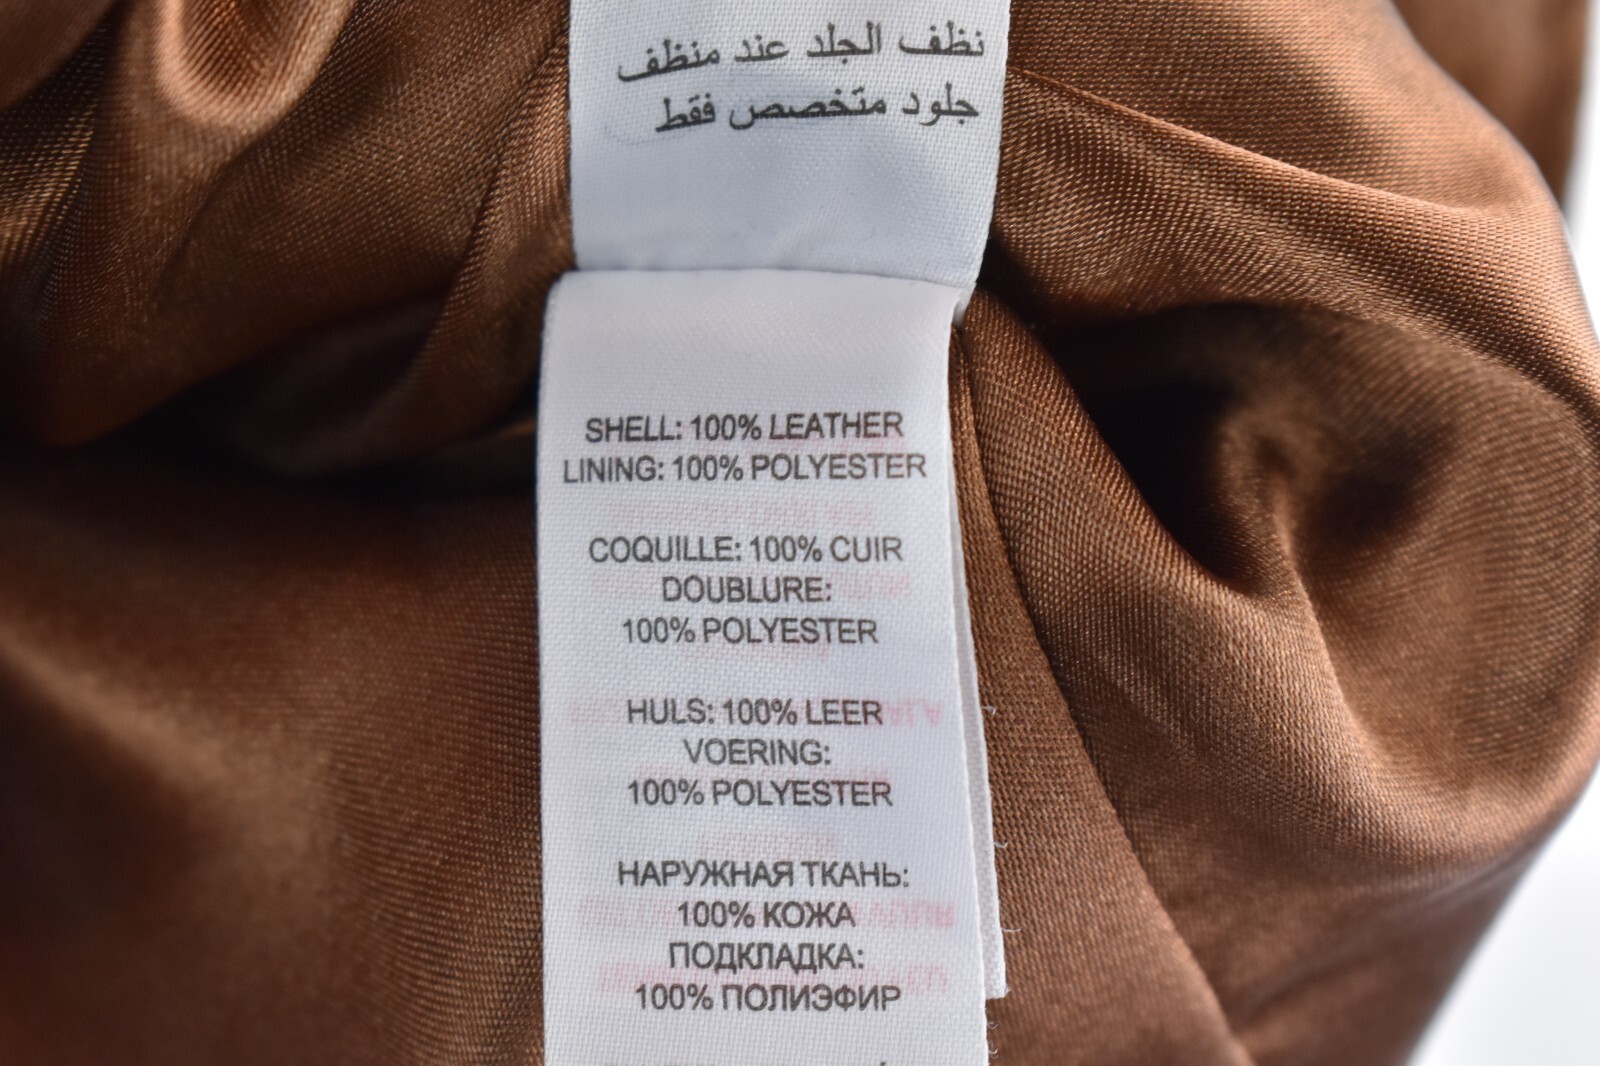 نظف الجلد عند منظف
جلود متخصص فقط
SHELL: 100% LEATHER
LINING: 100% POLYESTER
COQUILLE: 100% CUIR
DOUBLURE:
100% POLYESTER
HULS: 100% LEER
VOERING:
100% POLYESTER
НАРУЖНАЯ ТКАНЬ:
100% КОЖА
ПОДКЛАДКА:
100% ПОЛИЭФИР